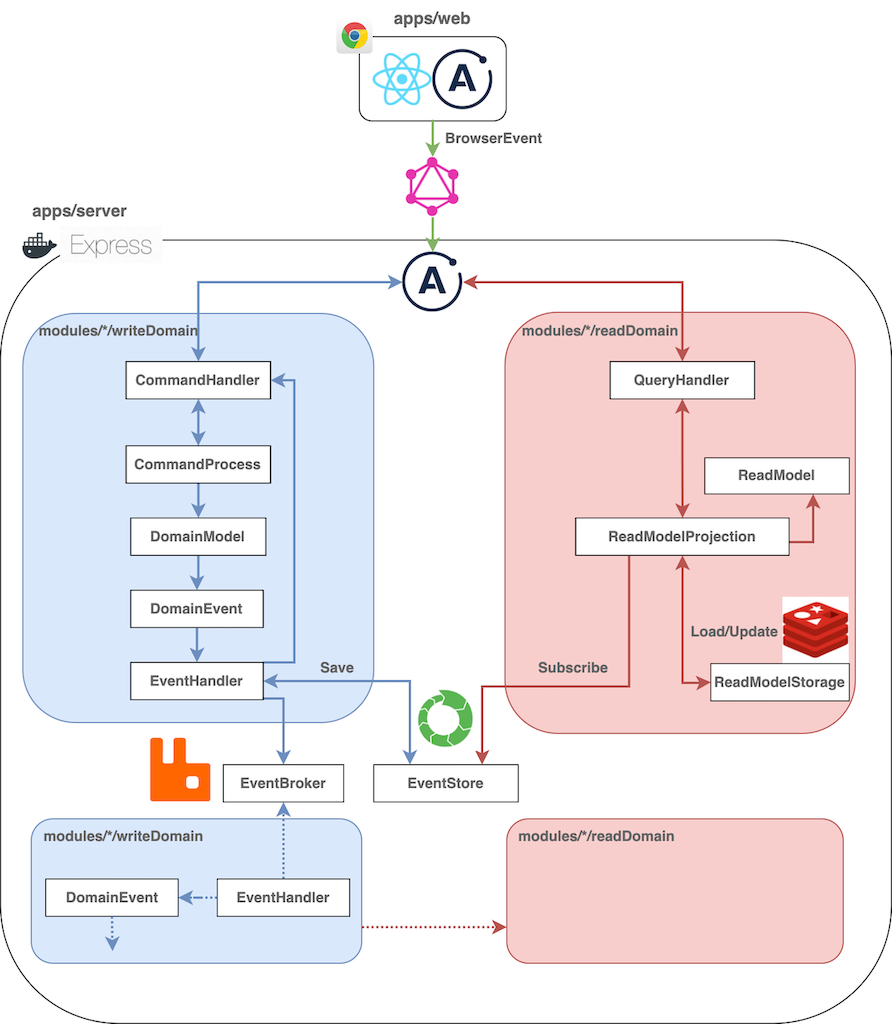 apps/web
BrowserEvent
apps/server
Express
modules/*/writeDomain
modules/*/readDomain
CommandHandler
QueryHandler
CommandProcess
ReadModel
DomainModel
ReadModelProjection
DomainEvent
Load/Update
Save
Subscribe
EventHandler
ReadModelStorage
EventBroker
EventStore
modules/*/writeDomain
modules/*/readDomain
DomainEvent
EventHandler